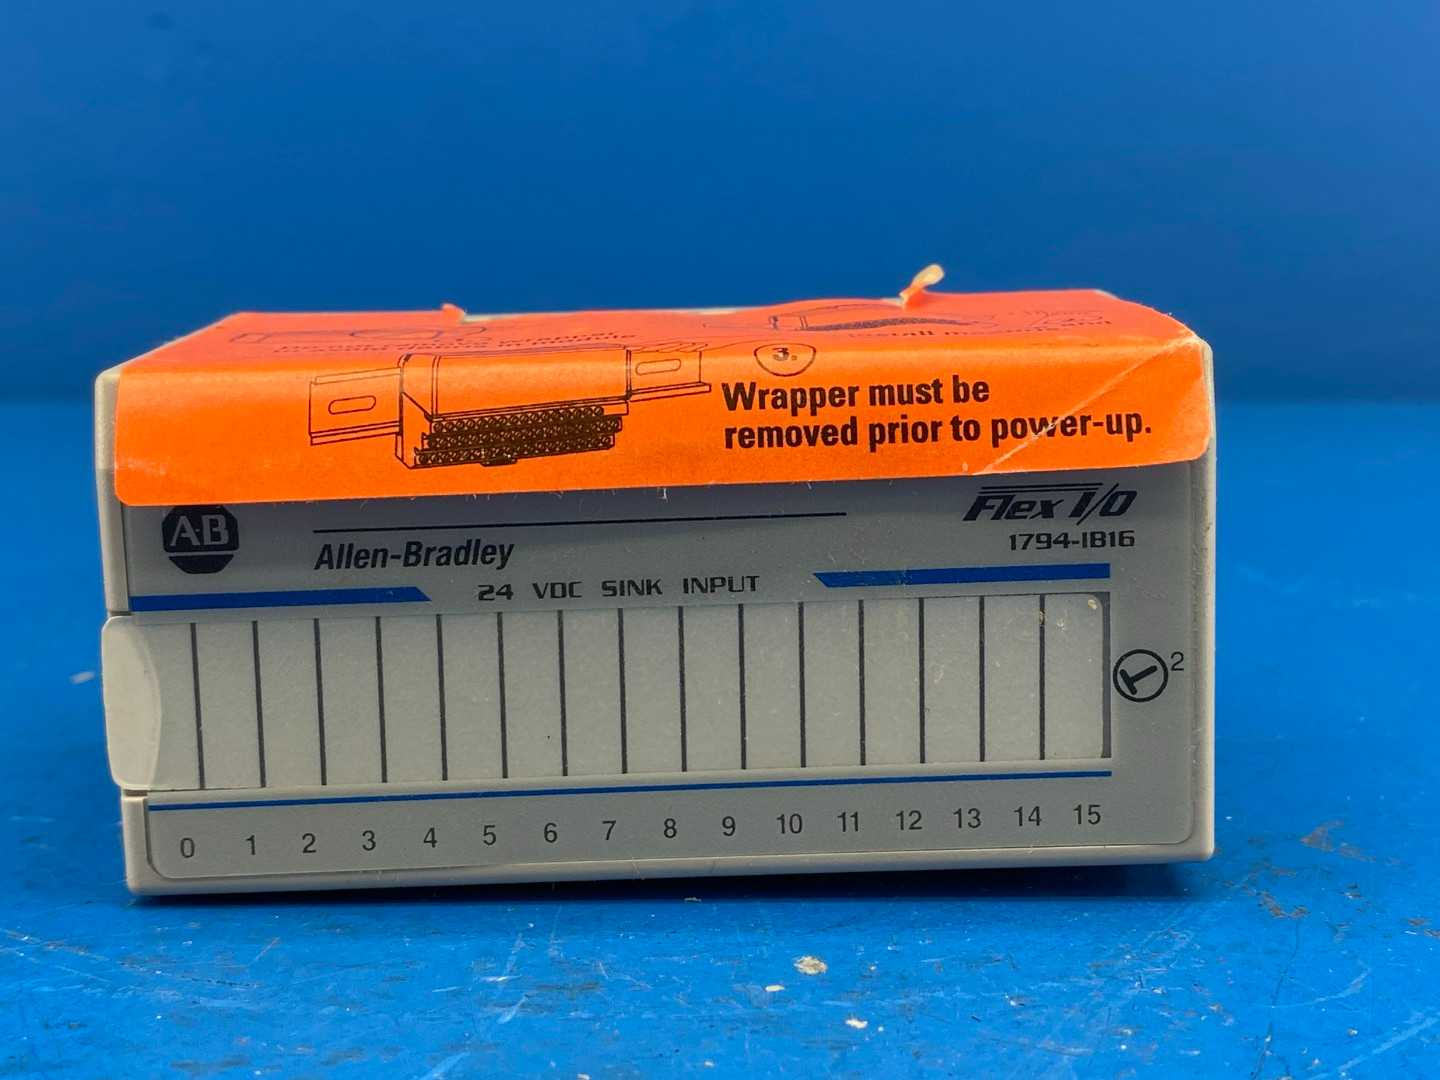 3.
Wrapper must be
removed prior to power-up.
A-B
Allen-Bradley
Flex I/O
1794-IB16
24 VDC SINK INPUT
2
0 1 2 3 4 5 6 7 8 9 10 11 12 13 14 15